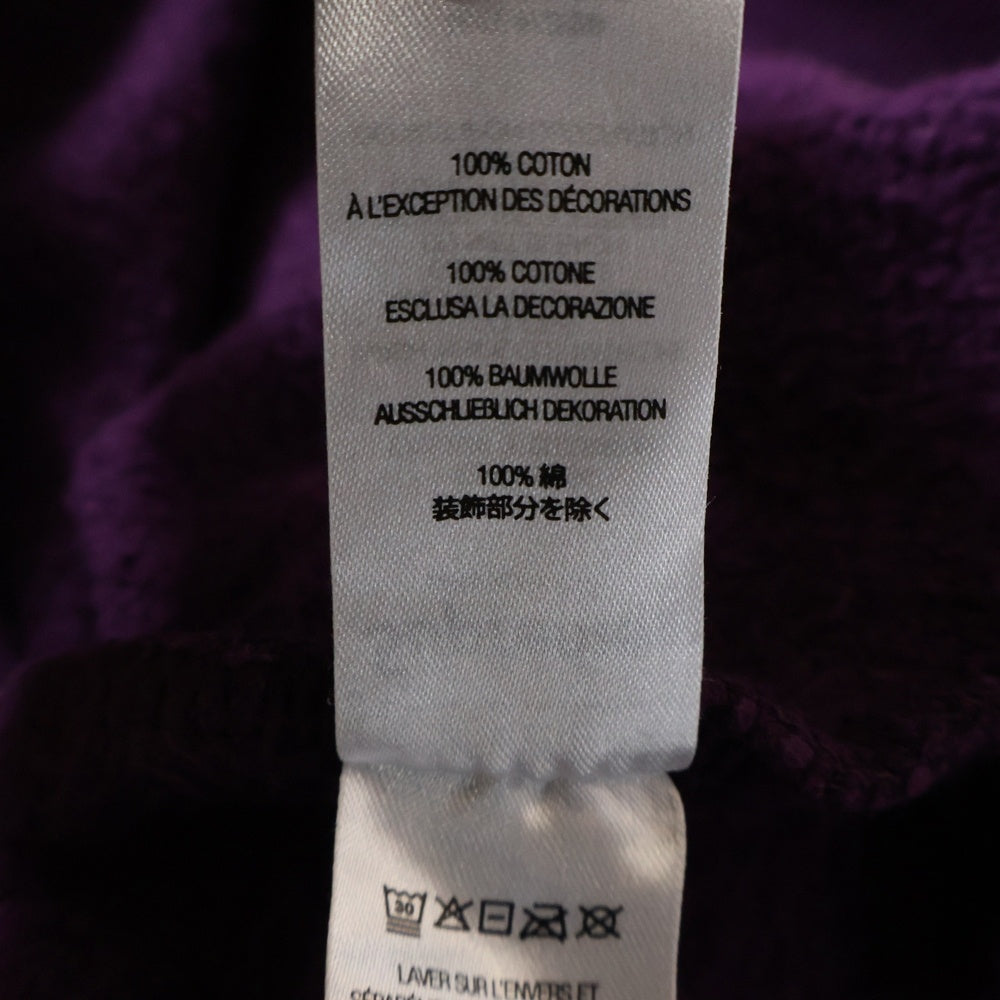 100% COTON
À L'EXCEPTION DES DÉCORATIONS
100% COTONE
ESCLUSA LA DECORAZIONE
100% BAUMWOLLE
AUSSCHLIEBLICH DEKORATION
100% 綿
装飾部分を除く
30
LAVER SUR L'ENVERS ET